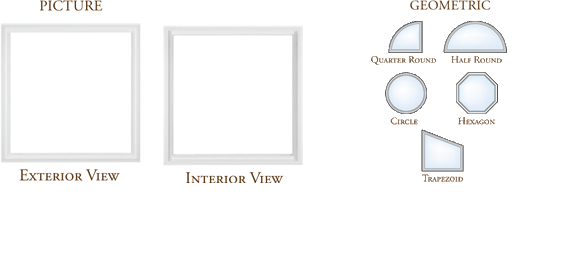 PICTURE
Exterior View
Interior View
GEOMETRIC
Quarter Round
Half Round
Circle
Hexagon
Trapezoid